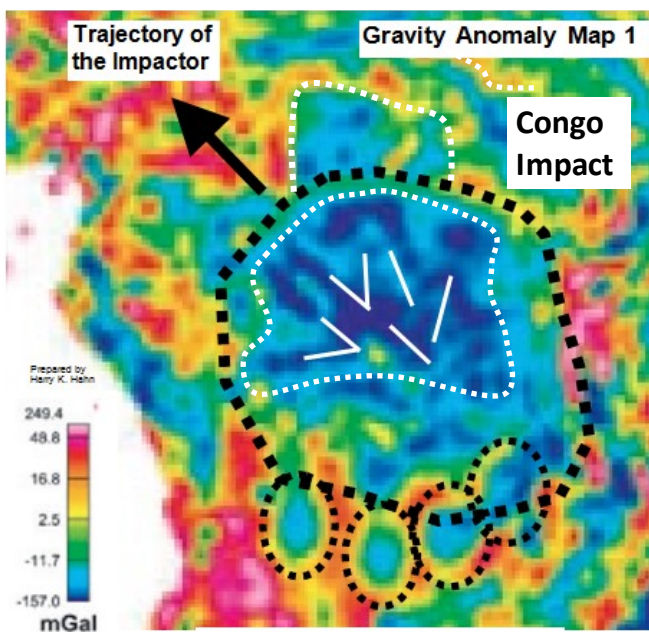 Trajectory of
the Impactor
Gravity Anomaly Map 1
Congo
Impact
Prepared by
Harry K. Hahn
249.4
48.8
16.8
2.5
-11.7
-157.0
mGal